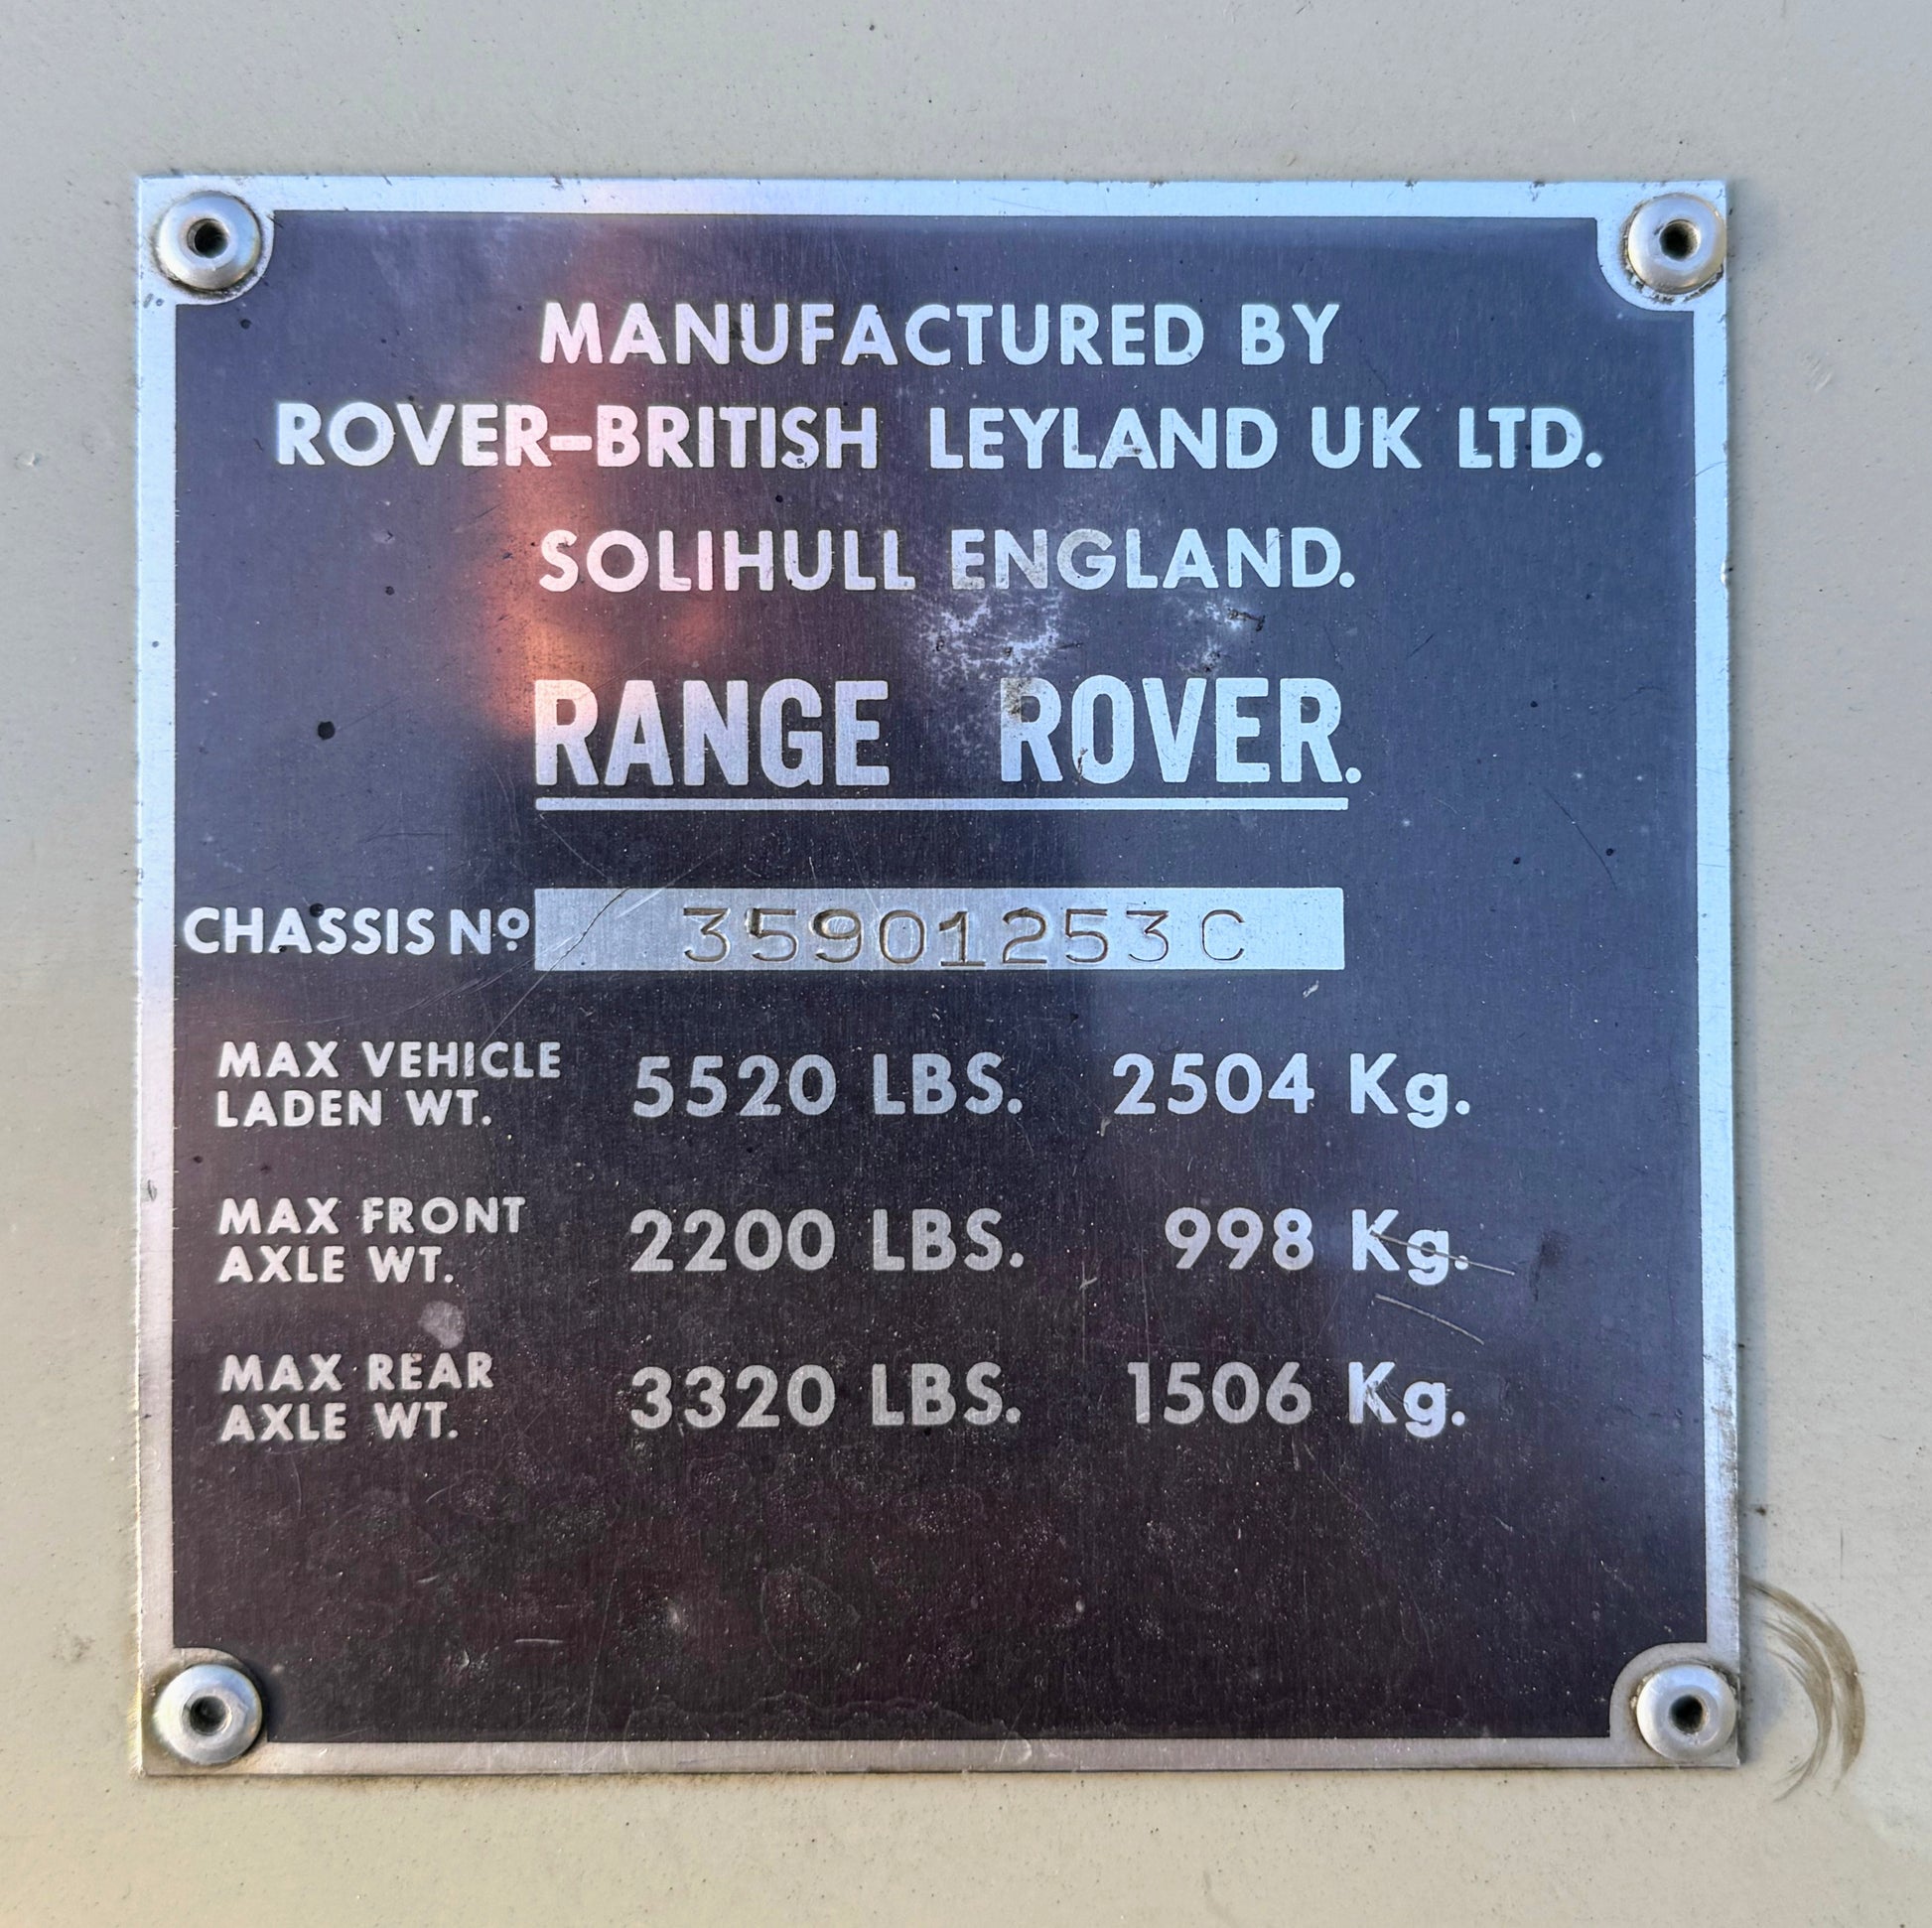 MANUFACTURED BY
ROVER-BRITISH LEYLAND UK LTD.
SOLIHULL ENGLAND.
RANGE ROVER.
CHASSIS Nº 35901253C
MAX VEHICLE
LADEN WT. 5520 LBS. 2504 Kg.
MAX FRONT
AXLE WT. 2200 LBS. 998 Kg.
MAX REAR
AXLE WT. 3320 LBS. 1506 Kg.